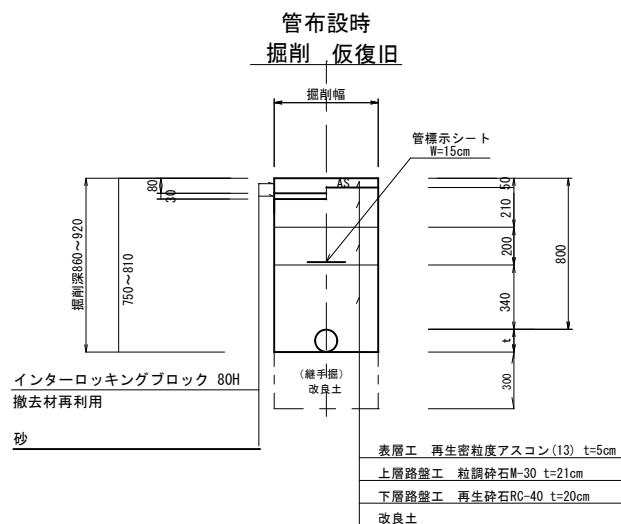 管布設時
掘削 仮復旧
掘削幅
管標示シート
W=15cm
AS
80
30
50
210
200
340
800
t
300
掘削深860～920
750～810
(継手掘)
改良土
インターロッキングブロック 80H
撤去材再利用
砂
表層工 再生密粒度アスコン(13) t=5cm
上層路盤工 粒調砕石M-30 t=21cm
下層路盤工 再生砕石RC-40 t=20cm
改良土